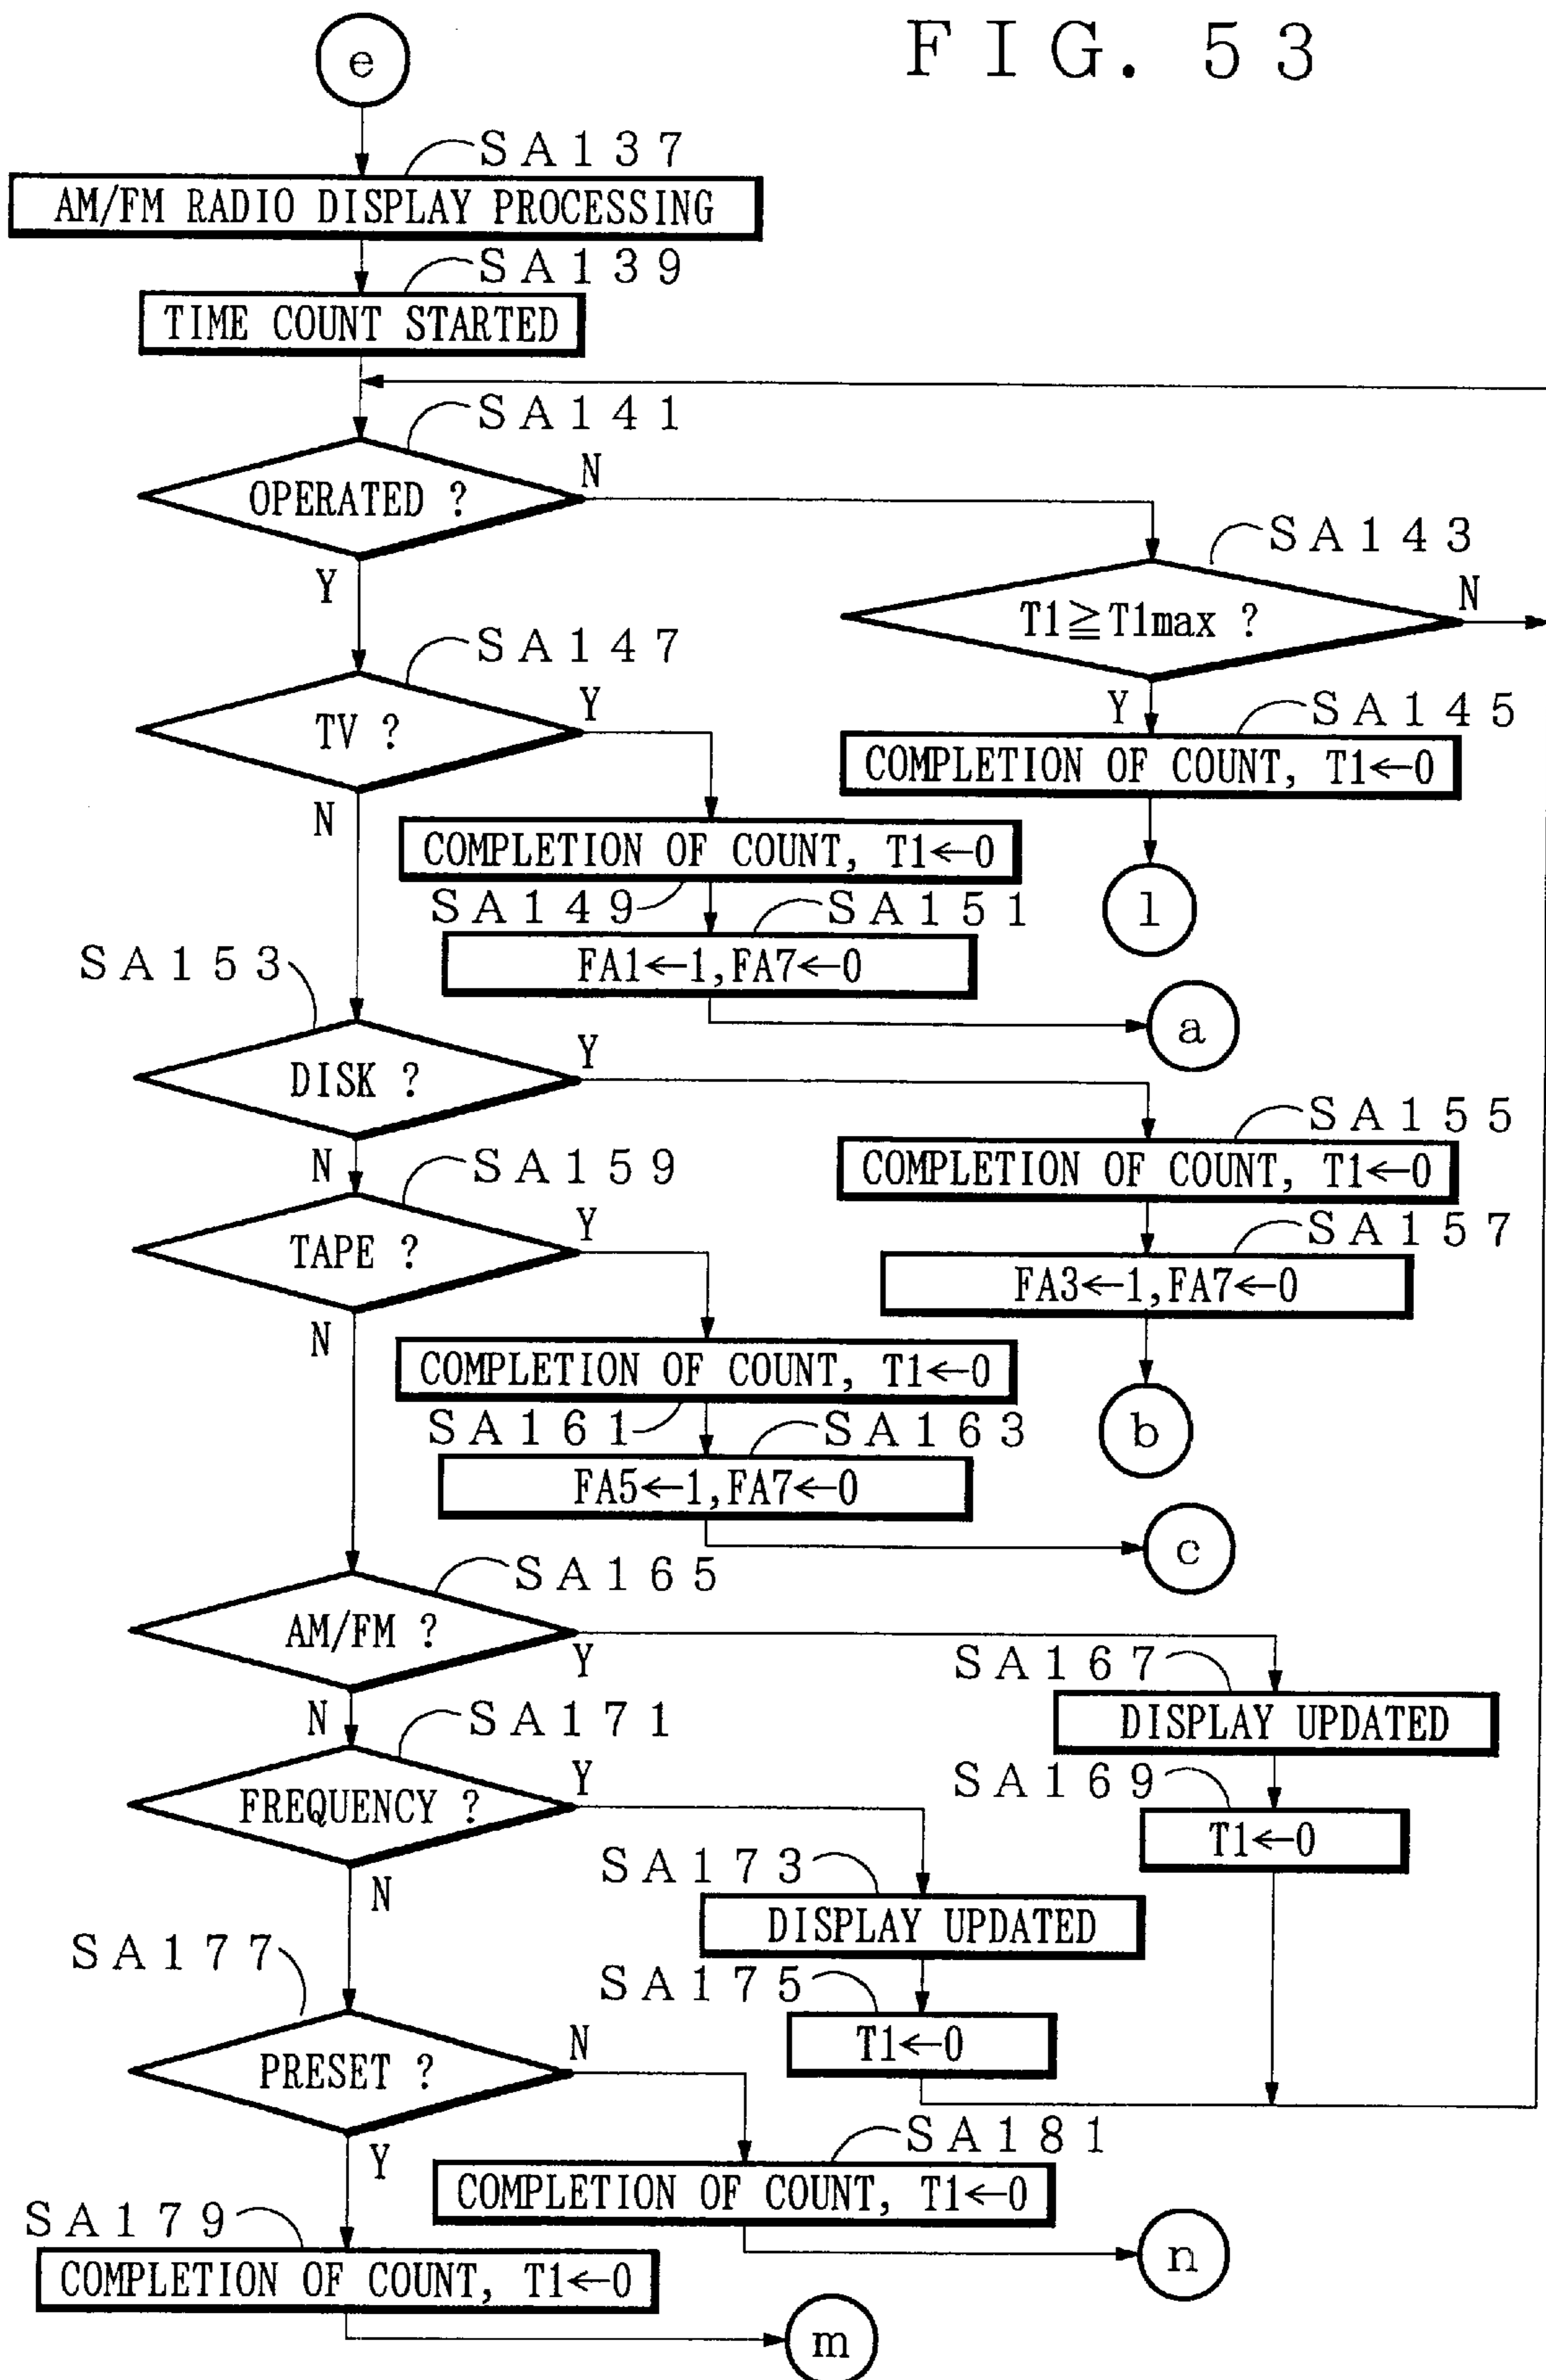 FIG. 53
e
SA137
AM/FM RADIO DISPLAY PROCESSING
SA139
TIME COUNT STARTED
SA141
OPERATED ?
N
Y
SA143
T1≧T1max ?
N
Y
SA145
COMPLETION OF COUNT, T1←0
l
SA147
TV ?
Y
N
COMPLETION OF COUNT, T1←0
SA149
SA151
FA1←1,FA7←0
a
SA153
DISK ?
Y
N
SA155
COMPLETION OF COUNT, T1←0
SA157
FA3←1,FA7←0
b
SA159
TAPE ?
Y
N
COMPLETION OF COUNT, T1←0
SA161
SA163
FA5←1,FA7←0
c
SA165
AM/FM ?
Y
N
SA167
DISPLAY UPDATED
SA169
T1←0
SA171
FREQUENCY ?
Y
N
SA173
DISPLAY UPDATED
SA175
T1←0
SA177
PRESET ?
N
Y
SA181
COMPLETION OF COUNT, T1←0
n
SA179
COMPLETION OF COUNT, T1←0
m